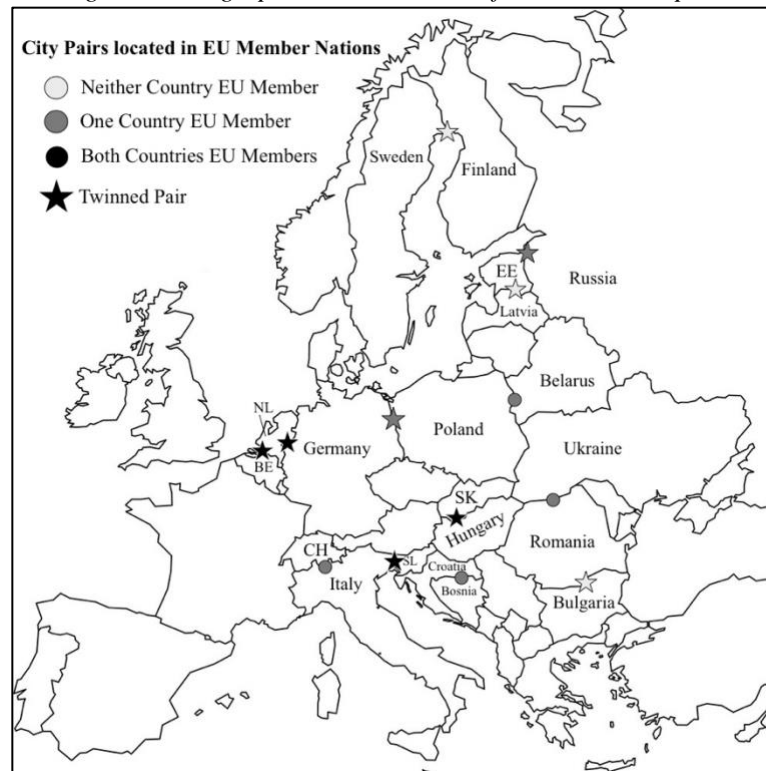 City Pairs located in EU Member Nations
Neither Country EU Member
One Country EU Member
Both Countries EU Members
Twinned Pair
Sweden
Finland
EE
Russia
Latvia
Belarus
NL
Germany
Poland
BE
Ukraine
SK
Hungary
CH
SL
Croatia
Romania
Italy
Bosnia
Bulgaria